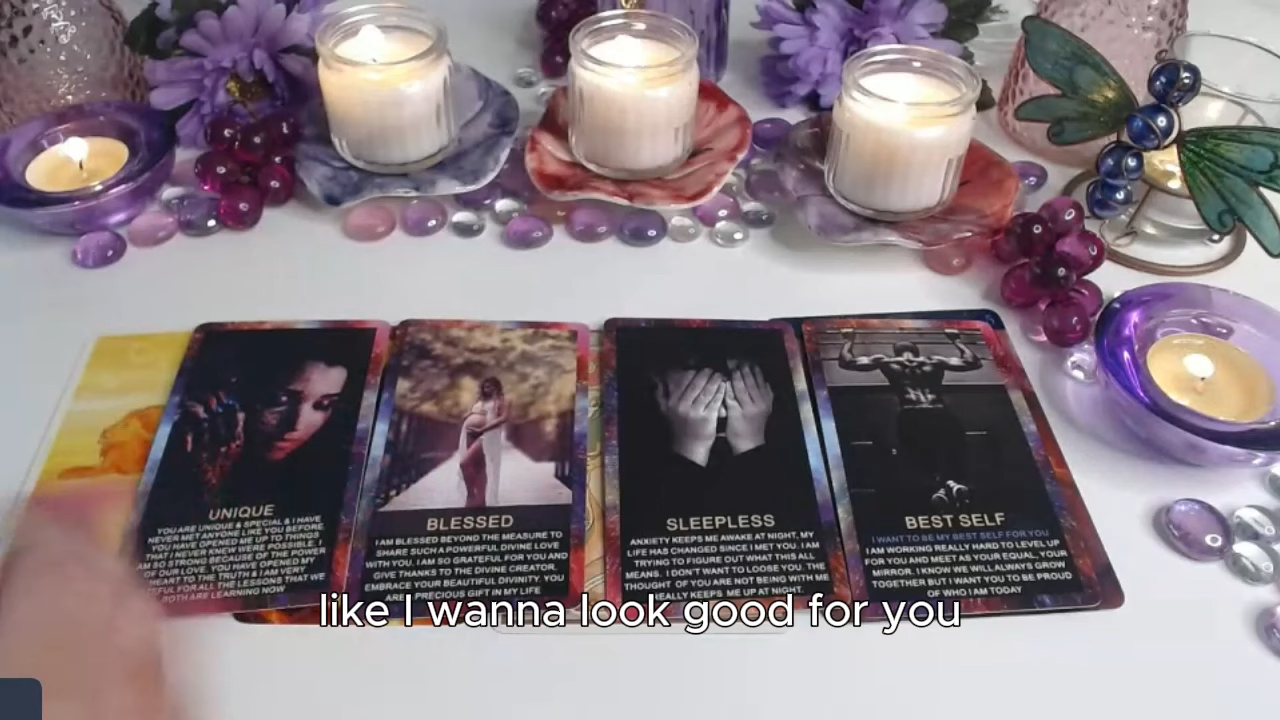 UNIQUE
YOU ARE UNIQUE & SPECIAL & I HAVE
NEVER MET ANYONE LIKE YOU BEFORE.
YOU HAVE OPENED ME UP TO THINGS
THAT I NEVER KNEW WERE POSSIBLE. I
AM SO STRONG BECAUSE OF THE POWER
OF OUR LOVE. YOU HAVE OPENED MY
HEART TO THE TRUTH & I AM VERY
FOR ALL THE LESSONS THAT WE
BOTH ARE LEARNING NOW
BLESSED
I AM BLESSED BEYOND THE MEASURE TO
SHARE SUCH A POWERFUL DIVINE LOVE
WITH YOU. I AM SO GRATEFUL FOR YOU AND
GIVE THANKS TO THE DIVINE CREATOR.
EMBRACE YOUR BEAUTIFUL DIVINITY. YOU
ARE PRECIOUS GIFT IN MY LIFE
SLEEPLESS
ANXIETY KEEPS ME AWAKE AT NIGHT, MY
LIFE HAS CHANGED SINCE I MET YOU. I AM
TRYING TO FIGURE OUT WHAT THIS ALL
MEANS. I DON'T WANT TO LOOSE YOU. THE
THOUGHT OF YOU ARE NOT BEING WITH ME
REALLY KEEPS ME UP AT NIGHT.
BEST SELF
I WANT TO BE MY BEST SELF FOR YOU
I AM WORKING REALLY HARD TO LEVEL UP
FOR YOU AND MEET AS YOUR EQUAL, YOUR
MIRROR. I KNOW WE WILL ALWAYS GROW
TOGETHER BUT I WANT YOU TO BE PROUD
OF WHO I AM TODAY
like I wanna look good for you